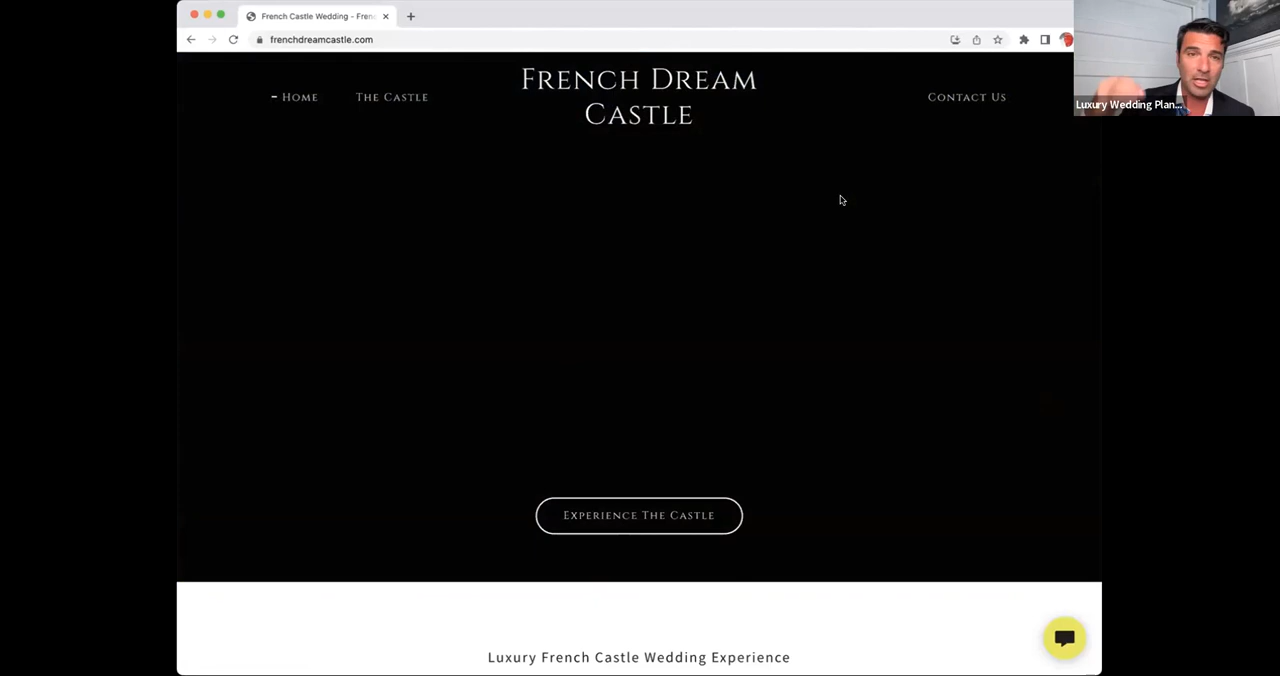 French Castle Wedding - Fren
frenchdreamcastle.com
Luxury Wedding Plan...
Home
The Castle
French Dream
Castle
Contact Us
Experience The Castle
Luxury French Castle Wedding Experience